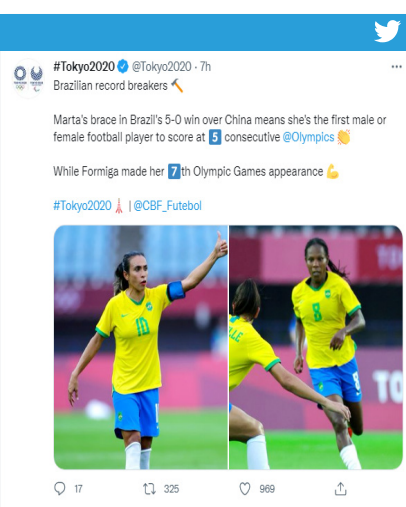 #Tokyo2020 @Tokyo2020 · 7h
Brazilian record breakers
Marta's brace in Brazil's 5-0 win over China means she's the first male or
female football player to score at 5 consecutive @Olympics
While Formiga made her 7th Olympic Games appearance
#Tokyo2020 | @CBF_Futebol
10
8
8
TO
17 325 969